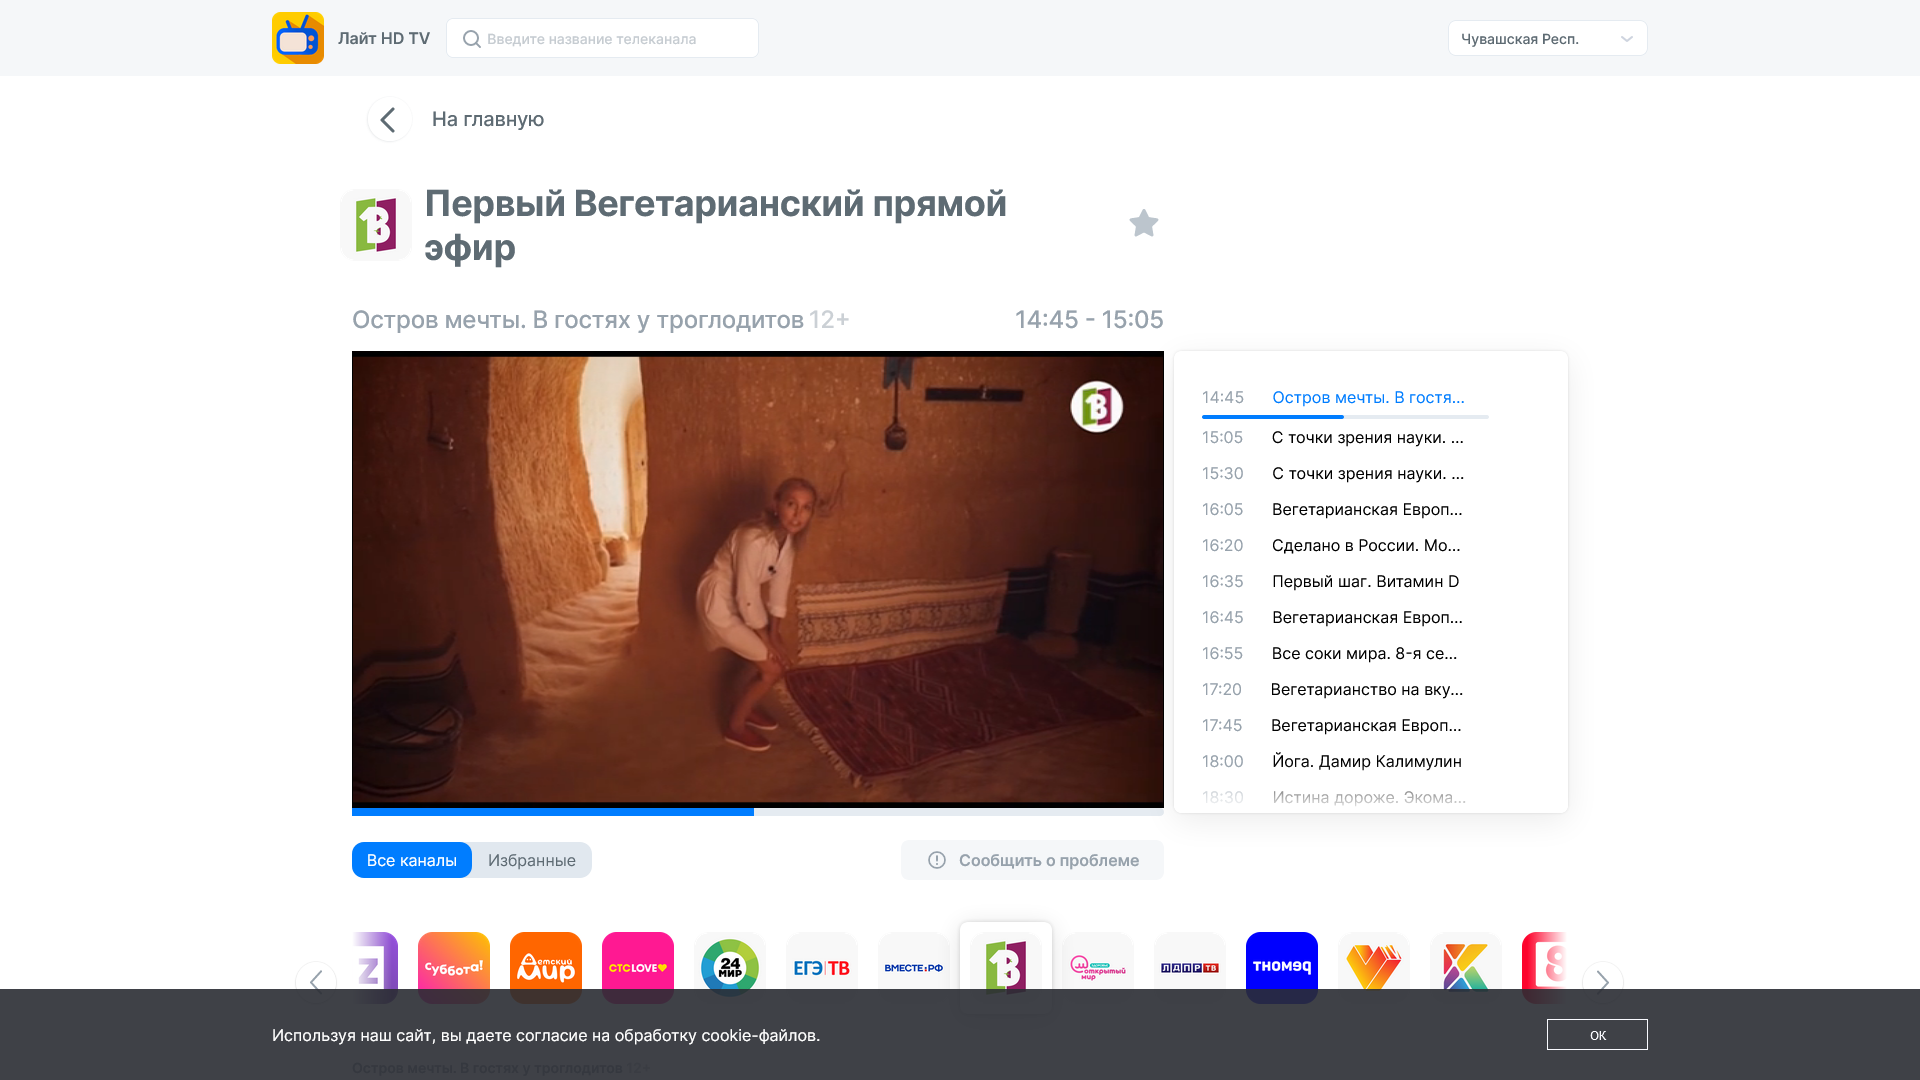 Лайт HD TV
Введите название телеканала
Чувашская Респ.
На главную
Первый Вегетарианский прямой
эфир
Остров мечты. В гостях у троглодитов 12+
14:45 - 15:05
14:45 Остров мечты. В гостя...
15:05 С точки зрения науки. ...
15:30 С точки зрения науки. ...
16:05 Вегетарианская Европ...
16:20 Сделано в России. Мо...
16:35 Первый шаг. Витамин D
16:45 Вегетарианская Европ...
16:55 Все соки мира. 8-я се...
17:20 Вегетарианство на вку...
17:45 Вегетарианская Европ...
18:00 Йога. Дамир Калимулин
18:30 Истина дороже. Экома...
Все каналы
Избранные
Сообщить о проблеме
Z
суббота!
Детский Мир
СТС LOVE
24 МИР
ЕГЭ ТВ
ВМЕСТЕ:РФ
1В
открытый мир
ЛДПР ТВ
ТНОМЕР
8
Используя наш сайт, вы даете согласие на обработку cookie-файлов.
ОК
Остров мечты. В гостях у троглодитов 12+